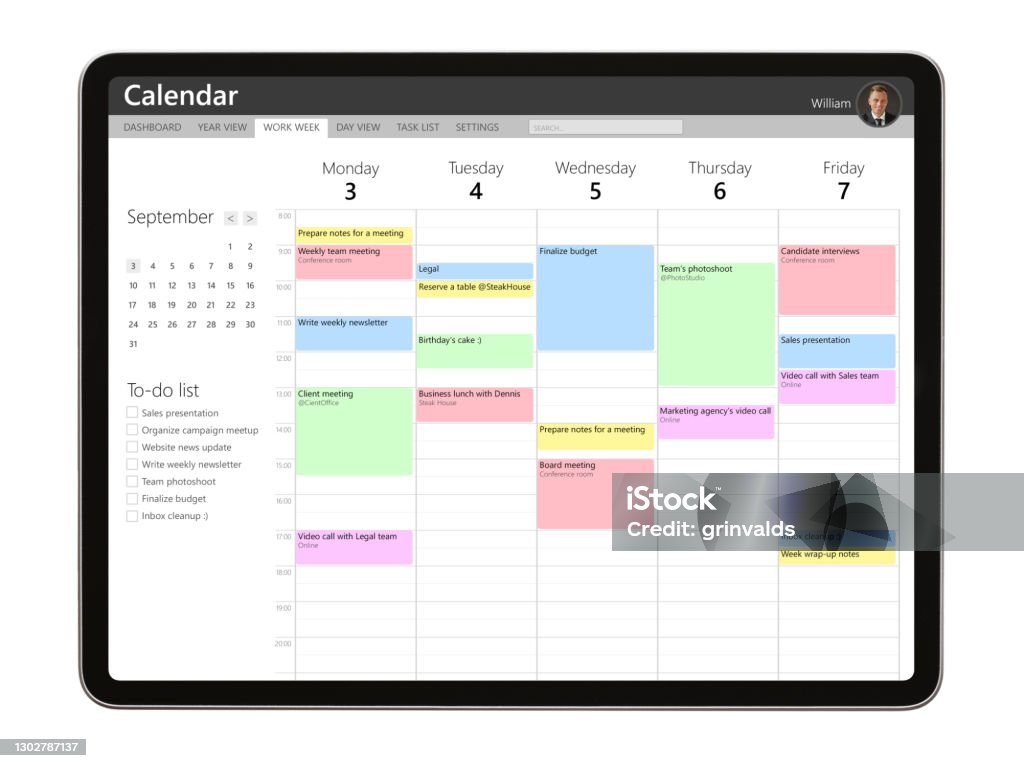 Calendar
William
DASHBOARD YEAR VIEW WORK WEEK DAY VIEW TASK LIST SETTINGS SEARCH...
Monday Tuesday Wednesday Thursday Friday
3 4 5 6 7
September < >
1 2
3 4 5 6 7 8 9
10 11 12 13 14 15 16
17 18 19 20 21 22 23
24 25 26 27 28 29 30
31
To-do list
Sales presentation
Organize campaign meetup
Website news update
Write weekly newsletter
Team photoshoot
Finalize budget
Inbox cleanup :)
8:00
9:00
10:00
11:00
12:00
13:00
14:00
15:00
16:00
17:00
18:00
19:00
20:00
Prepare notes for a meeting
Weekly team meeting
Conference room
Write weekly newsletter
Client meeting
@CientOffice
Video call with Legal team
Online
Legal
Reserve a table @SteakHouse
Birthday's cake :)
Business lunch with Dennis
Steak House
Finalize budget
Prepare notes for a meeting
Board meeting
Conference room
Team's photoshoot
@PhotoStudio
Marketing agency's video call
Online
Candidate interviews
Conference room
Sales presentation
Video call with Sales team
Online
Inbox cleanup :)
Week wrap-up notes
iStock™
Credit: grinvalds
1302787137